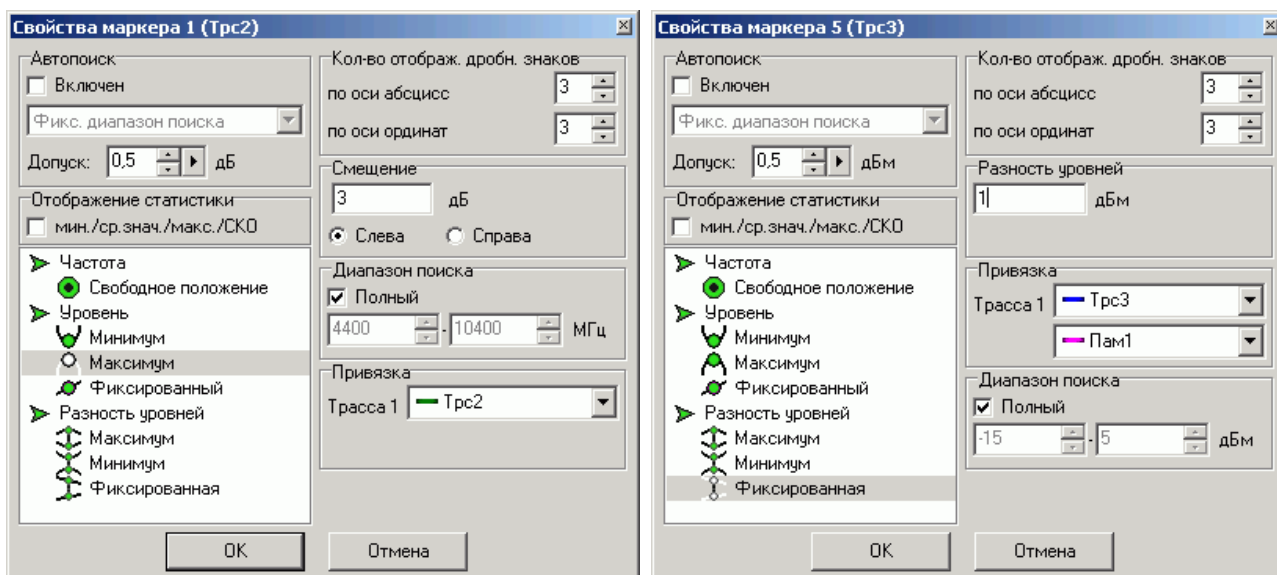 Свойства маркера 1 (Трс2)
Автопоиск
Включен
Фикс. диапазон поиска
Допуск: 0,5 дБ
Отображение статистики
мин./ср.знач./макс./СКО
Частота
Свободное положение
Уровень
Минимум
Максимум
Фиксированный
Разность уровней
Максимум
Минимум
Фиксированная
Кол-во отображ. дробн. знаков
по оси абсцисс 3
по оси ординат 3
Смещение
3 дБ
Слева Справа
Диапазон поиска
Полный
4400 - 10400 МГц
Привязка
Трасса 1 Трс2
OK Отмена
Свойства маркера 5 (Трс3)
Автопоиск
Включен
Фикс. диапазон поиска
Допуск: 0,5 дБм
Отображение статистики
мин./ср.знач./макс./СКО
Частота
Свободное положение
Уровень
Минимум
Максимум
Фиксированный
Разность уровней
Максимум
Минимум
Фиксированная
Кол-во отображ. дробн. знаков
по оси абсцисс 3
по оси ординат 3
Разность уровней
1 дБм
Привязка
Трасса 1 Трс3
Пам1
Диапазон поиска
Полный
-15 - 5 дБм
OK Отмена